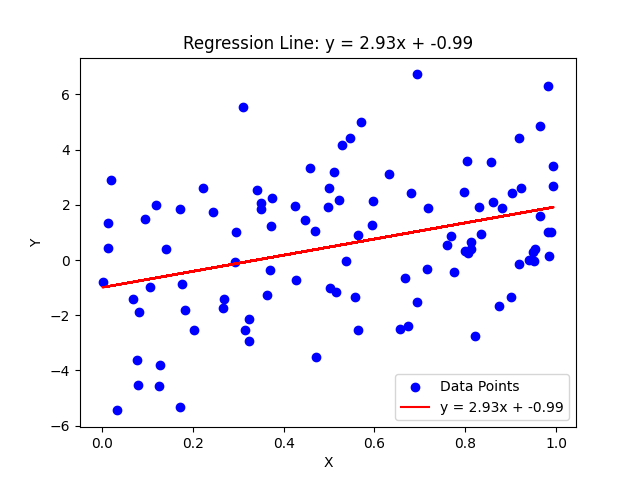 Regression Line: y = 2.93x + -0.99
Y
6
4
2
0
−2
−4
−6
Data Points
y = 2.93x + -0.99
0.0 0.2 0.4 0.6 0.8 1.0
X